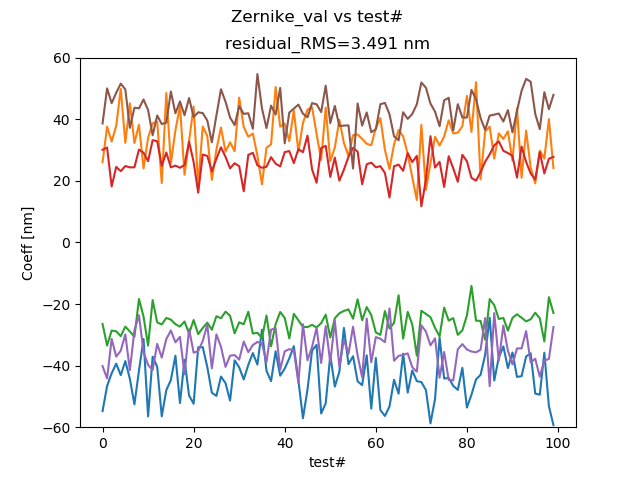 Zernike_val vs test#
residual_RMS=3.491 nm
60
40
20
0
−20
−40
−60
Coeff [nm]
0 20 40 60 80 100
test#